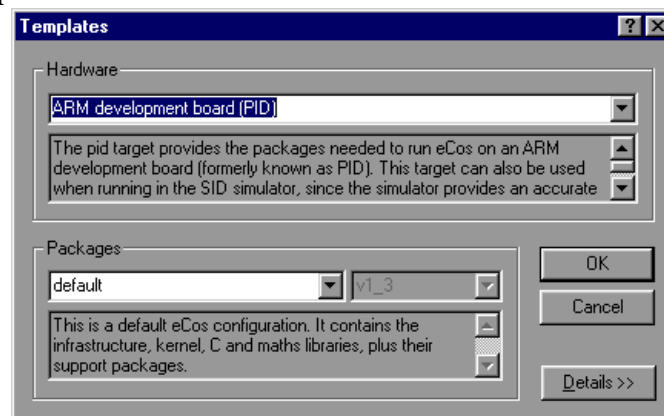 Templates
Hardware
ARM development board (PID)
The pid target provides the packages needed to run eCos on an ARM
development board (formerly known as PID). This target can also be used
when running in the SID simulator, since the simulator provides an accurate
Packages
default
v1_3
This is a default eCos configuration. It contains the
infrastructure, kernel, C and maths libraries, plus their
support packages.
OK
Cancel
Details >>